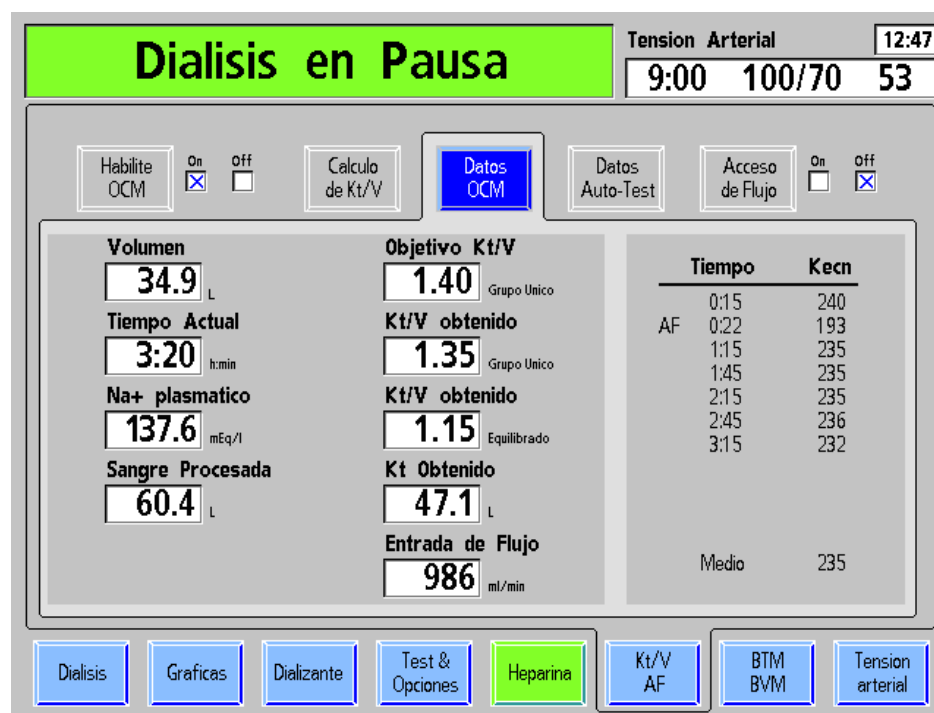 Dialisis en Pausa
Tension Arterial
12:47
9:00 100/70 53
Habilite
OCM
On Off
Calculo
de Kt/V
Datos
OCM
Datos
Auto-Test
Acceso
de Flujo
On Off
Volumen
34.9 L
Tiempo Actual
3:20 h:min
Na+ plasmatico
137.6 mEq/l
Sangre Procesada
60.4 L
Objetivo Kt/V
1.40 Grupo Unico
Kt/V obtenido
1.35 Grupo Unico
Kt/V obtenido
1.15 Equilibrado
Kt Obtenido
47.1 L
Entrada de Flujo
986 ml/min
Tiempo Kecn
0:15 240
AF 0:22 193
1:15 235
1:45 235
2:15 235
2:45 236
3:15 232
Medio 235
Dialisis
Graficas
Dializante
Test &
Opciones
Heparina
Kt/V
AF
BTM
BVM
Tension
arterial